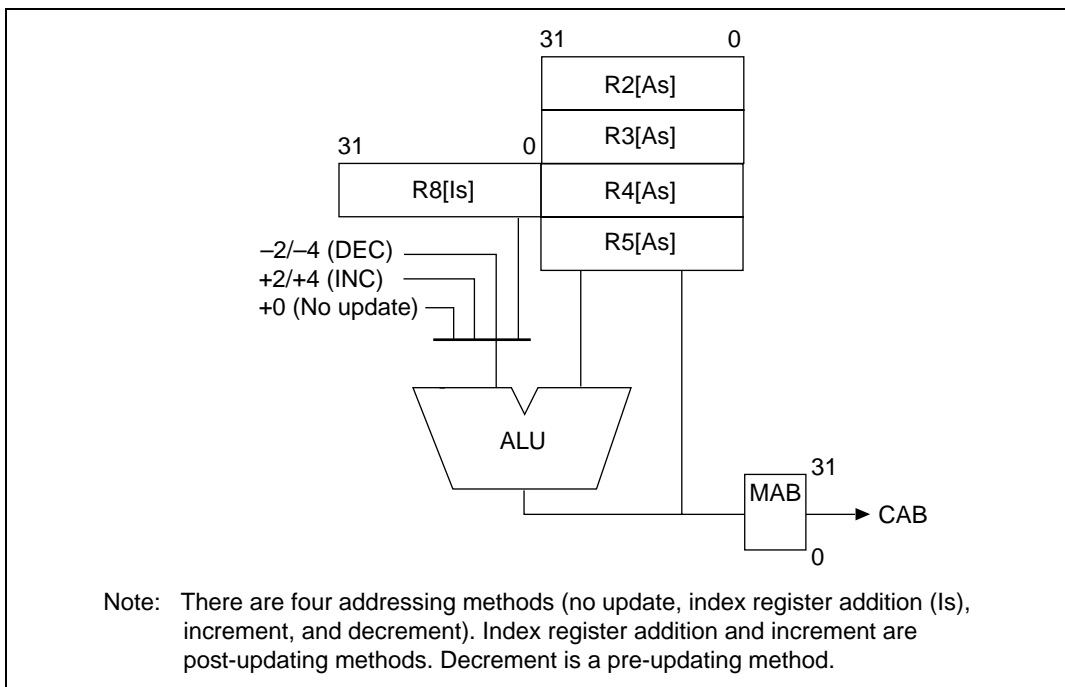 31 0
R2[As]
R3[As]
31 0
R8[Is] R4[As]
R5[As]
–2/–4 (DEC)
+2/+4 (INC)
+0 (No update)
ALU
31
MAB
CAB
0
Note: There are four addressing methods (no update, index register addition (Is),
increment, and decrement). Index register addition and increment are
post-updating methods. Decrement is a pre-updating method.